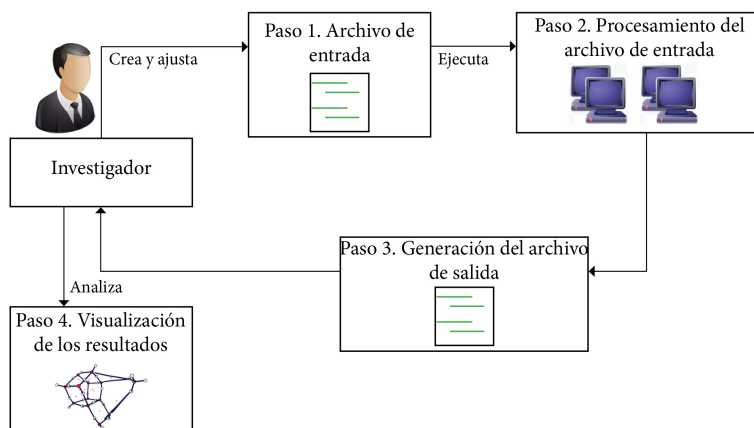 Paso 1. Archivo de
entrada
Paso 2. Procesamiento del
archivo de entrada
Crea y ajusta
Ejecuta
Investigador
Paso 3. Generación del archivo
de salida
Analiza
Paso 4. Visualización
de los resultados